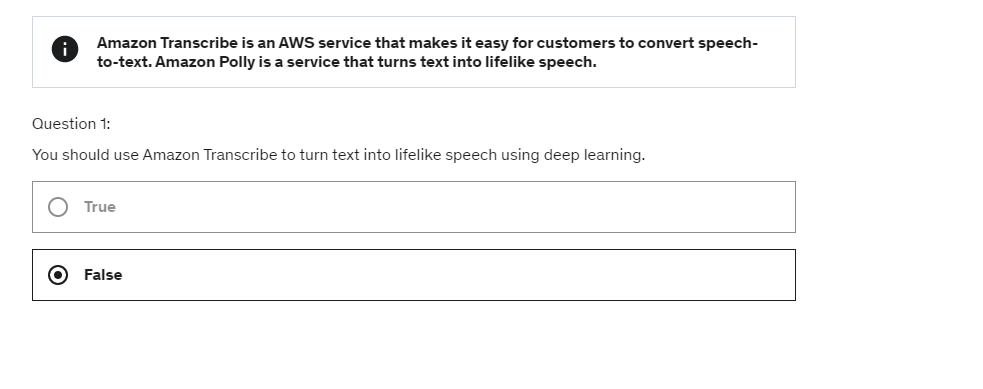 Amazon Transcribe is an AWS service that makes it easy for customers to convert speech-
to-text. Amazon Polly is a service that turns text into lifelike speech.
Question 1:
You should use Amazon Transcribe to turn text into lifelike speech using deep learning.
True
False